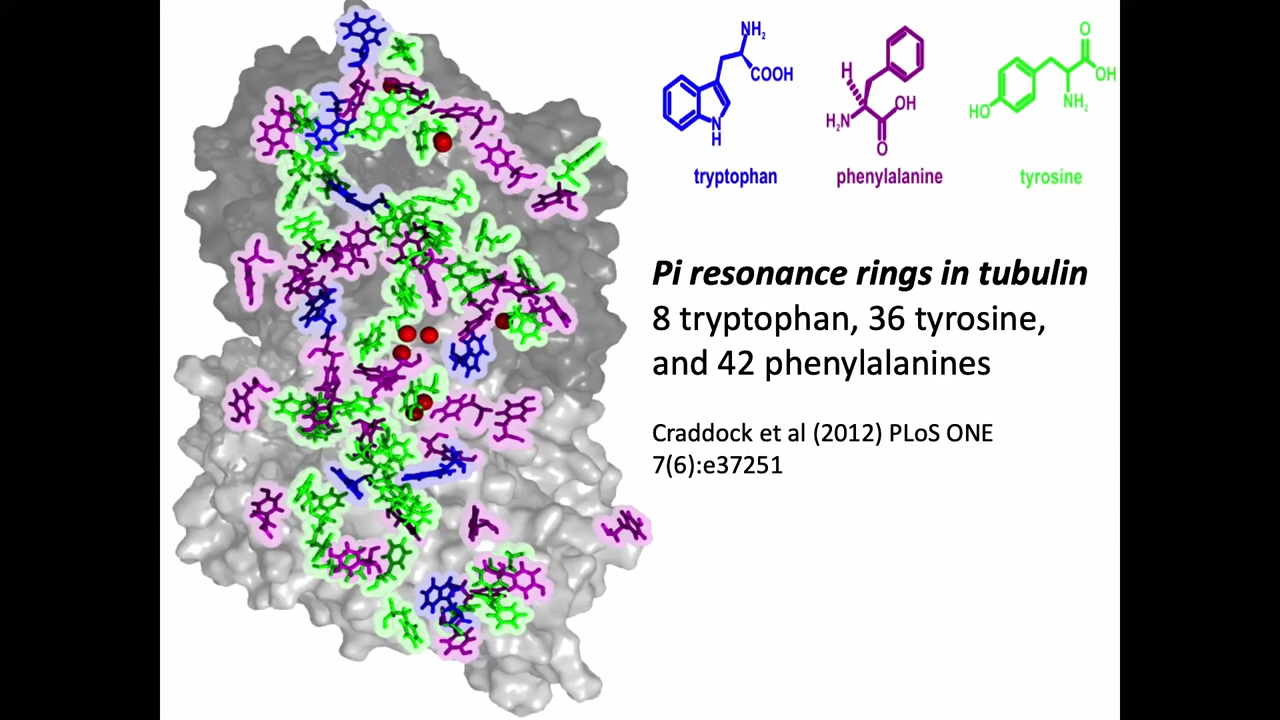 NH2
COOH
N
H
tryptophan
H
H2N
OH
O
phenylalanine
O
OH
NH2
HO
tyrosine
Pi resonance rings in tubulin
8 tryptophan, 36 tyrosine,
and 42 phenylalanines
Craddock et al (2012) PLoS ONE
7(6):e37251